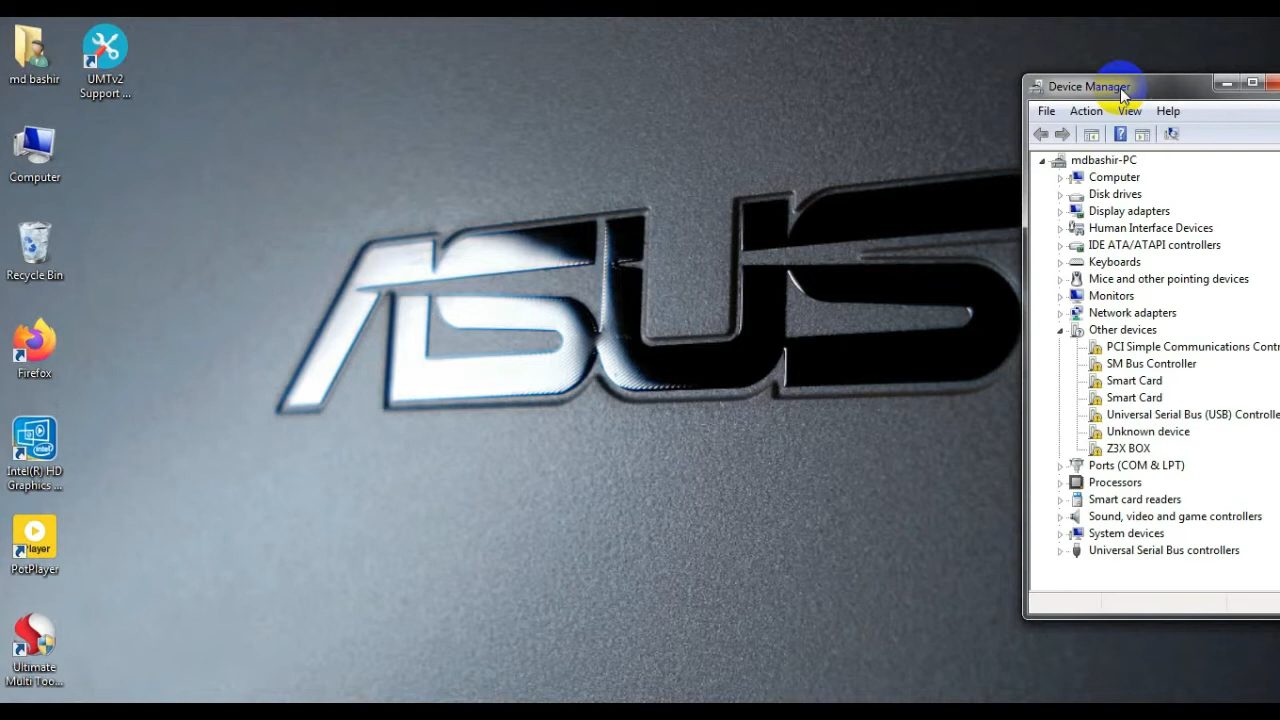 md bashir
UMTv2
Support ...
Computer
Recycle Bin
Firefox
Intel(R) HD
Graphics ...
Player
PotPlayer
Ultimate
Multi Too...
ASUS
Device Manager
File Action View Help
mdbashir-PC
Computer
Disk drives
Display adapters
Human Interface Devices
IDE ATA/ATAPI controllers
Keyboards
Mice and other pointing devices
Monitors
Network adapters
Other devices
PCI Simple Communications Contr
SM Bus Controller
Smart Card
Smart Card
Universal Serial Bus (USB) Controlle
Unknown device
Z3X BOX
Ports (COM & LPT)
Processors
Smart card readers
Sound, video and game controllers
System devices
Universal Serial Bus controllers